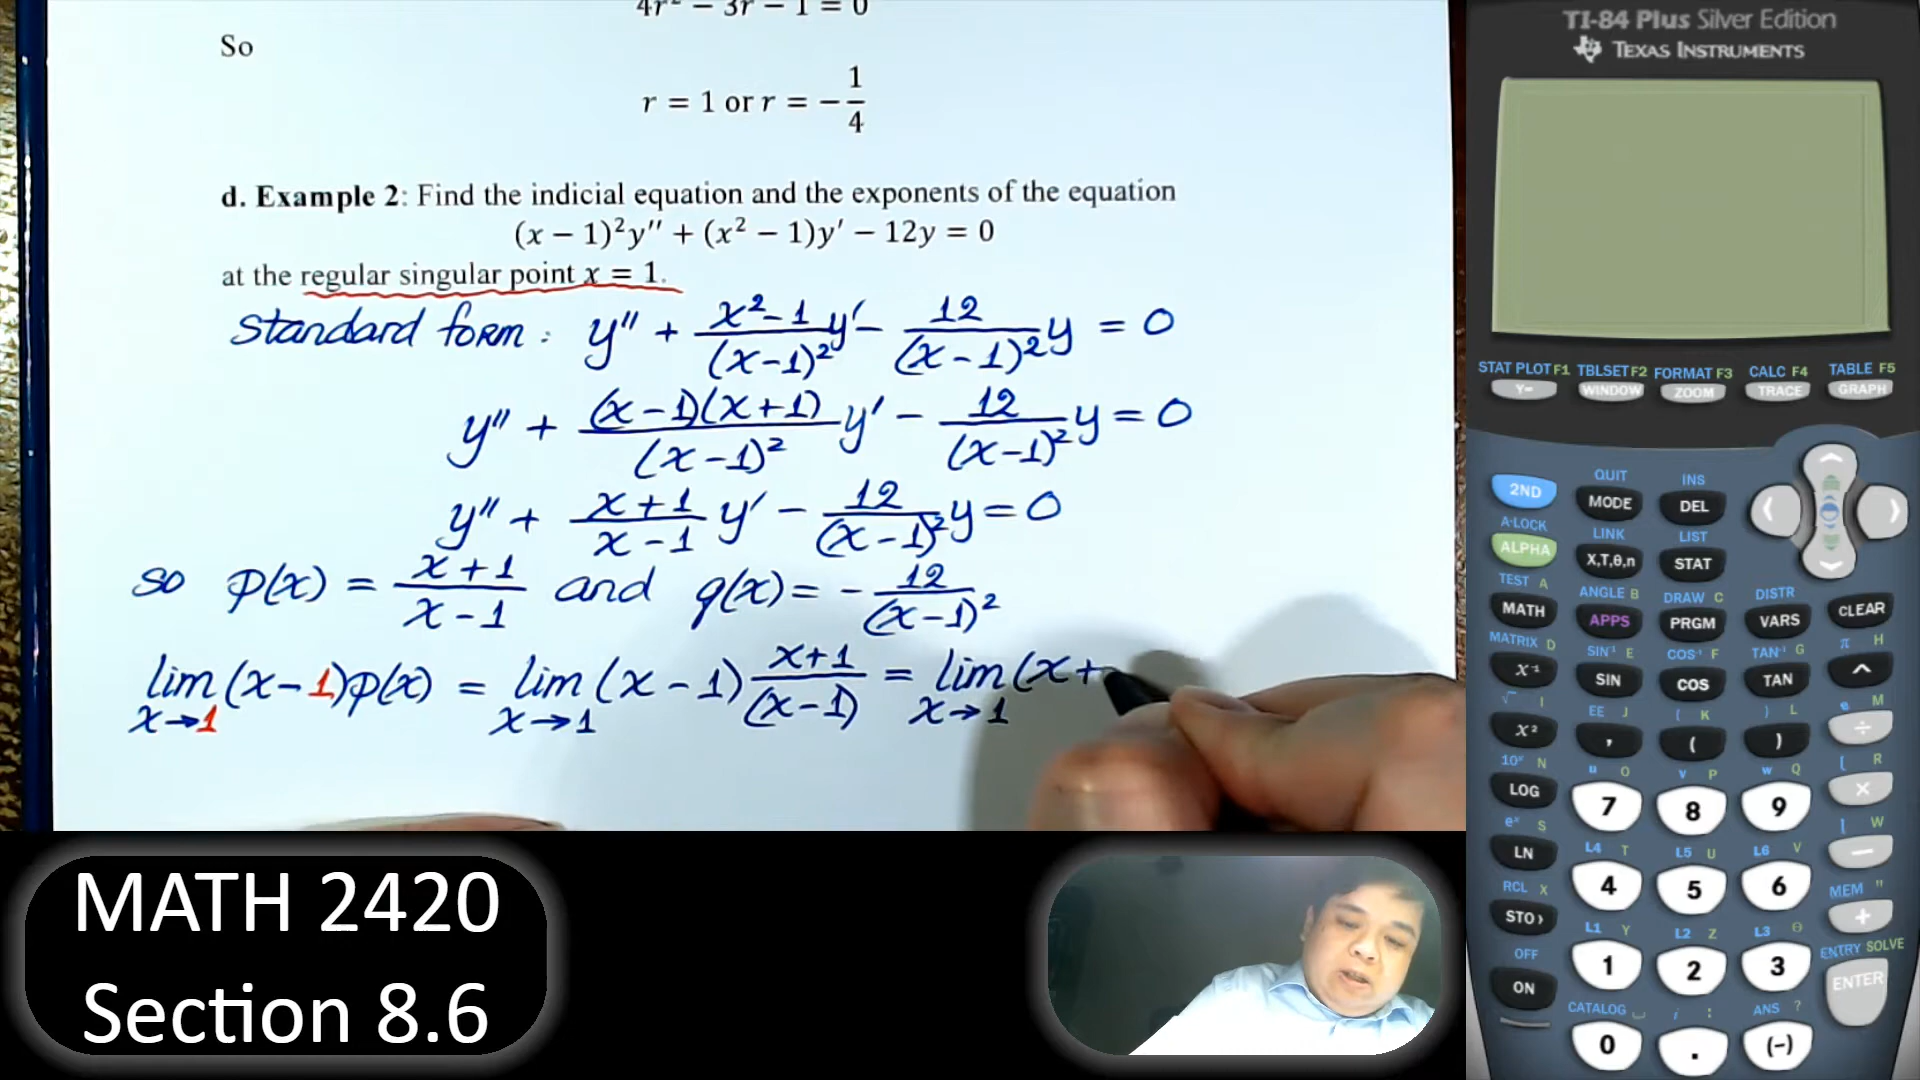 4r² − 3r − 1 = 0
So
r = 1 or r = −1/4
d. Example 2: Find the indicial equation and the exponents of the equation
(x − 1)²y″ + (x² − 1)y′ − 12y = 0
at the regular singular point x = 1.
Standard form: y″ + (x²−1)/(x−1)² y′ − 12/(x−1)² y = 0
y″ + (x−1)(x+1)/(x−1)² y′ − 12/(x−1)² y = 0
y″ + (x+1)/(x−1) y′ − 12/(x−1)² y = 0
so p(x) = (x+1)/(x−1) and q(x) = −12/(x−1)²
lim x→1 (x−1)p(x) = lim x→1 (x−1) (x+1)/(x−1) = lim x→1 (x+
MATH 2420
Section 8.6
TI-84 Plus Silver Edition
TEXAS INSTRUMENTS
STAT PLOT F1 TBLSET F2 FORMAT F3 CALC F4 TABLE F5
Y= WINDOW ZOOM TRACE GRAPH
QUIT INS
2ND MODE DEL
A-LOCK LINK LIST
ALPHA X,T,θ,n STAT
TEST A ANGLE B DRAW C DISTR
MATH APPS PRGM VARS CLEAR
MATRIX D SIN⁻¹ E COS⁻¹ F TAN⁻¹ G π H
X⁻¹ SIN COS TAN ^
√ I EE J { K } L e M
X² , ( ) ÷
10ˣ N u O v P w Q [ R
LOG 7 8 9 ×
eˣ S L4 T L5 U L6 V ] W
LN 4 5 6 −
RCL X L1 Y L2 Z L3 θ MEM "
STO› 1 2 3 +
OFF CATALOG ⎵ i : ANS ? ENTRY SOLVE
ON 0 . (-) ENTER